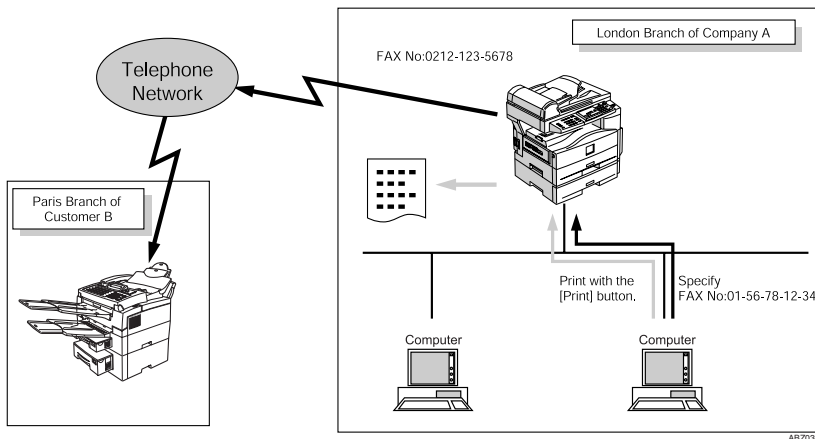 London Branch of Company A
FAX No:0212-123-5678
Telephone
Network
Paris Branch of
Customer B
Print with the
[Print] button.
Specify
FAX No:01-56-78-12-34
Computer
Computer